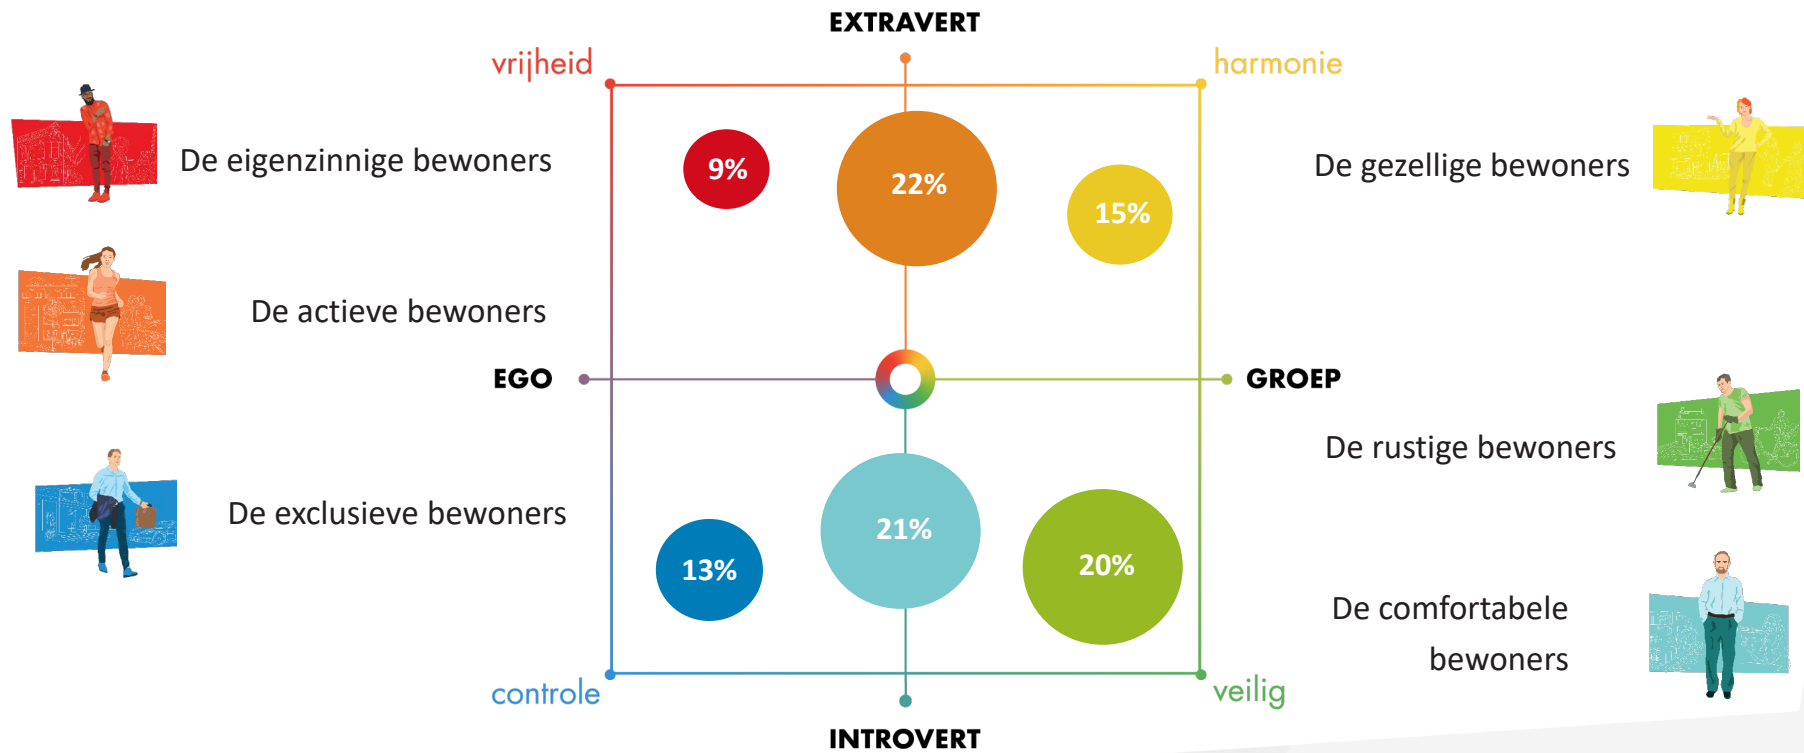 EXTRAVERT
vrijheid
harmonie
De eigenzinnige bewoners
9%
22%
15%
De gezellige bewoners
De actieve bewoners
EGO
GROEP
De rustige bewoners
De exclusieve bewoners
13%
21%
20%
De comfortabele
bewoners
controle
veilig
INTROVERT